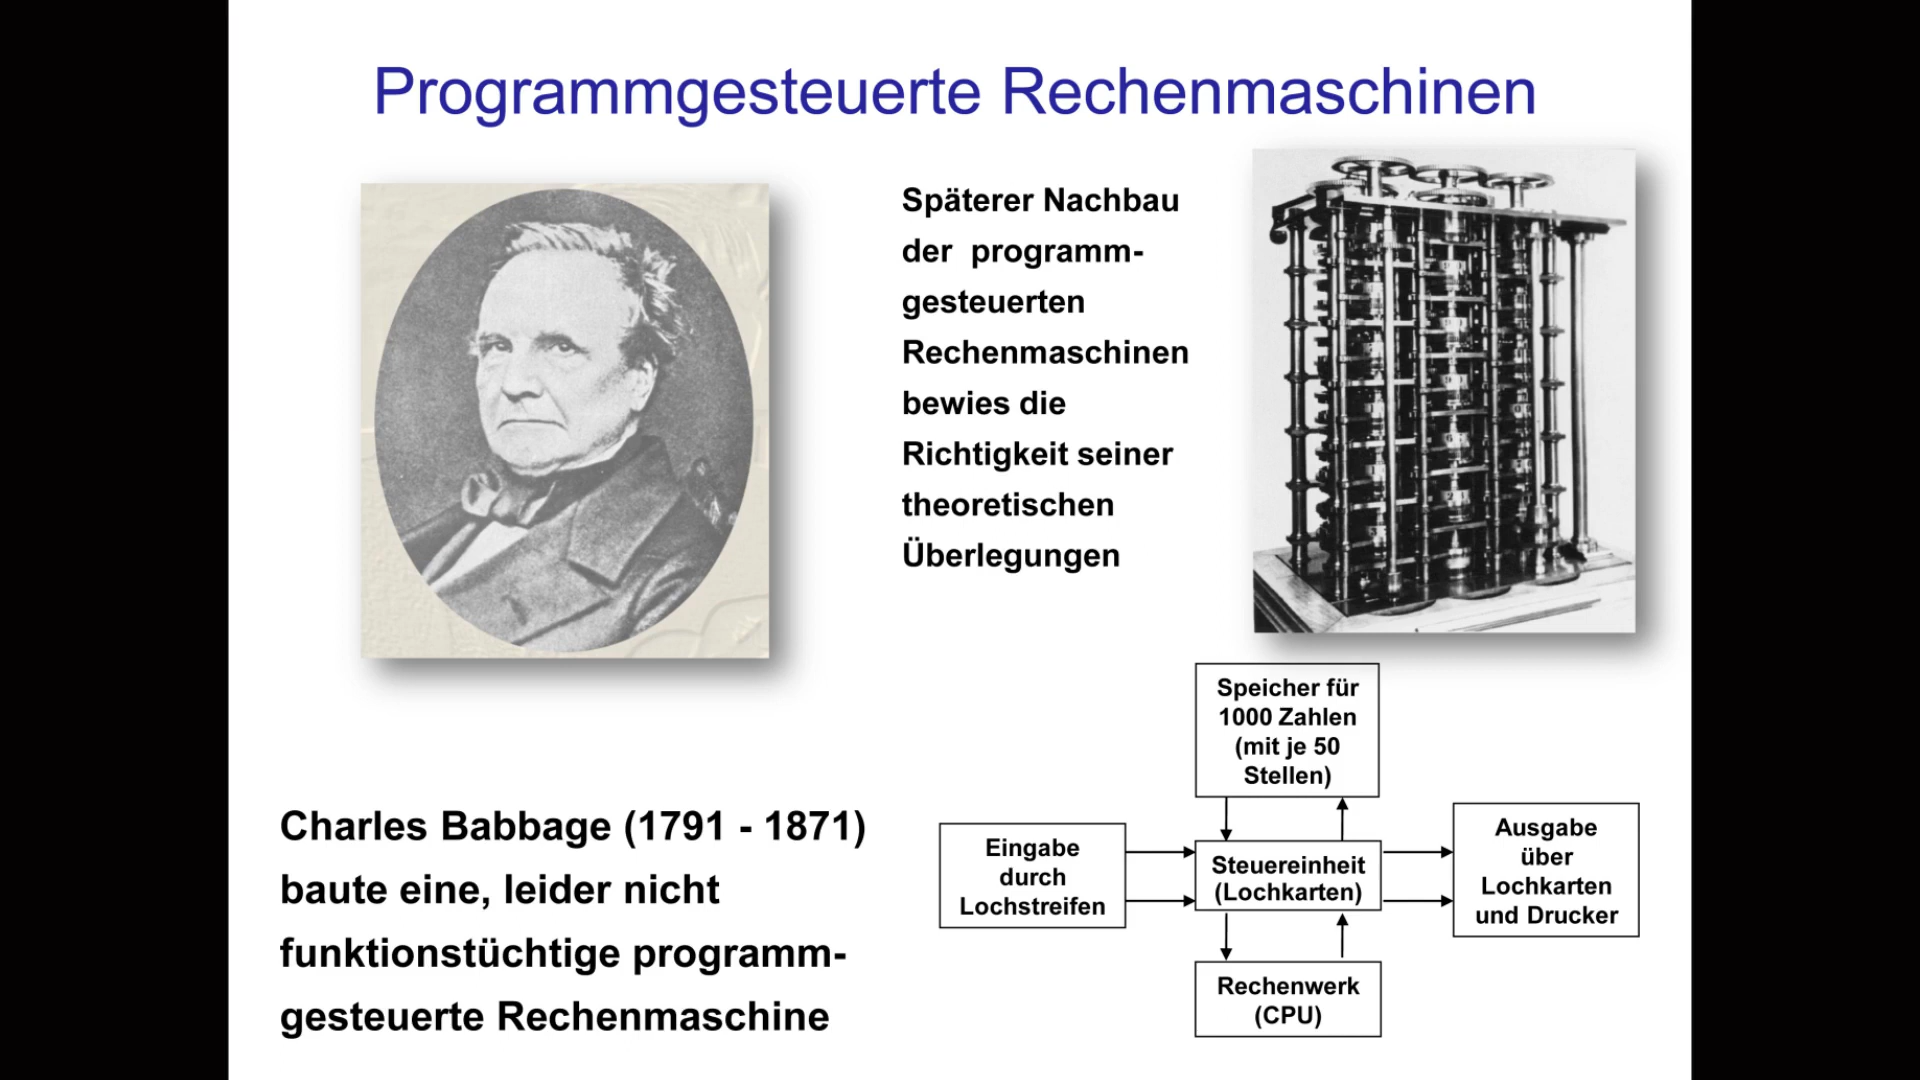 Programmgesteuerte Rechenmaschinen
Späterer Nachbau
der programm-
gesteuerten
Rechenmaschinen
bewies die
Richtigkeit seiner
theoretischen
Überlegungen
Charles Babbage (1791 - 1871)
baute eine, leider nicht
funktionstüchtige programm-
gesteuerte Rechenmaschine
Speicher für
1000 Zahlen
(mit je 50
Stellen)
Eingabe
durch
Lochstreifen
Steuereinheit
(Lochkarten)
Ausgabe
über
Lochkarten
und Drucker
Rechenwerk
(CPU)